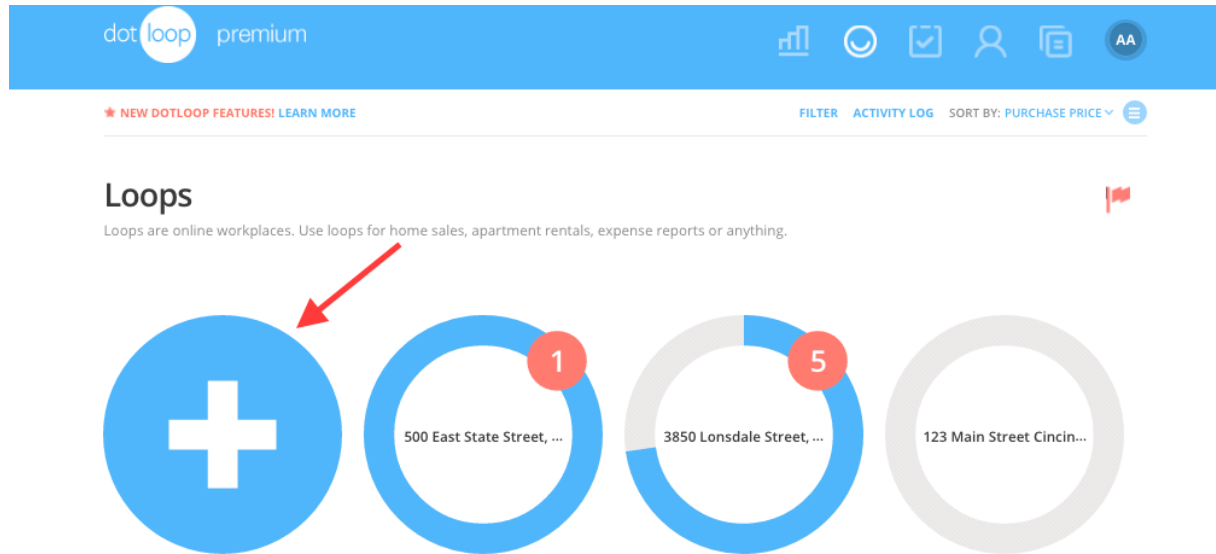 dot loop premium
AA
NEW DOTLOOP FEATURES! LEARN MORE
FILTER ACTIVITY LOG SORT BY: PURCHASE PRICE
Loops
Loops are online workplaces. Use loops for home sales, apartment rentals, expense reports or anything.
1
5
500 East State Street, ...
3850 Lonsdale Street, ...
123 Main Street Cincin...